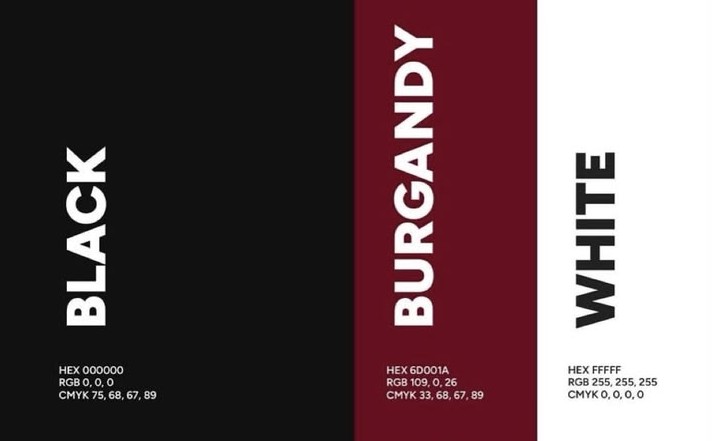 BLACK
HEX 000000
RGB 0, 0, 0
CMYK 75, 68, 67, 89
BURGANDY
HEX 6D001A
RGB 109, 0, 26
CMYK 33, 68, 67, 89
WHITE
HEX FFFFF
RGB 255, 255, 255
CMYK 0, 0, 0, 0